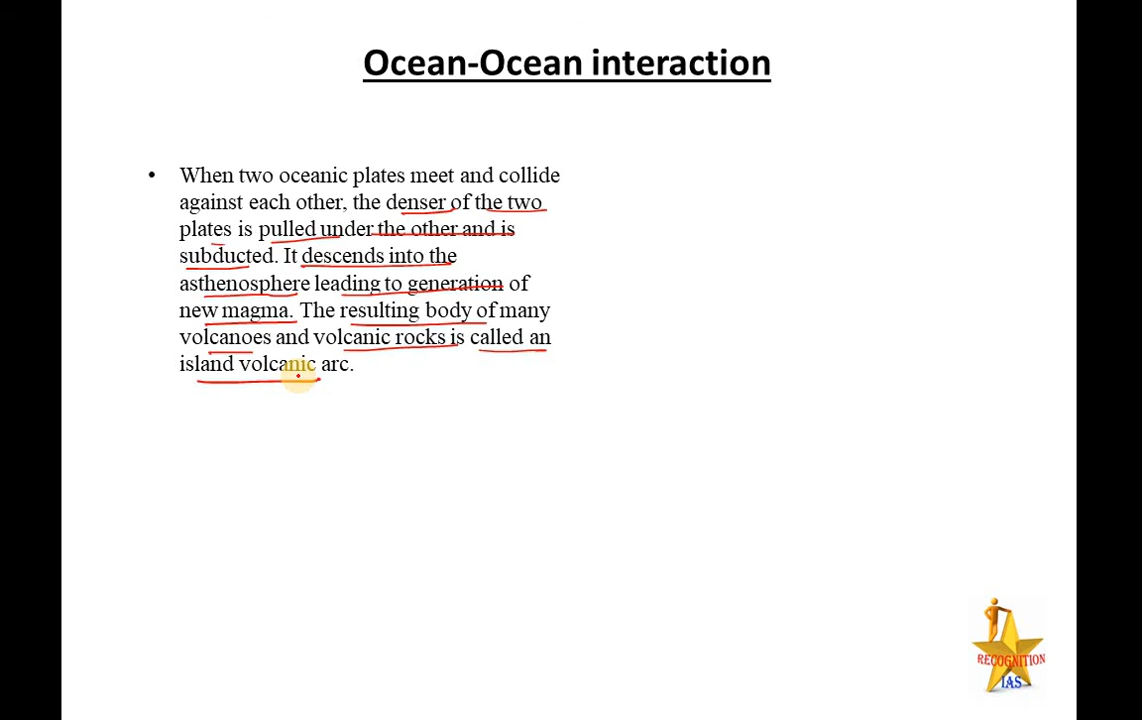 Ocean-Ocean interaction
• When two oceanic plates meet and collide
against each other, the denser of the two
plates is pulled under the other and is
subducted. It descends into the
asthenosphere leading to generation of
new magma. The resulting body of many
volcanoes and volcanic rocks is called an
island volcanic arc.
RECOGNITION
IAS